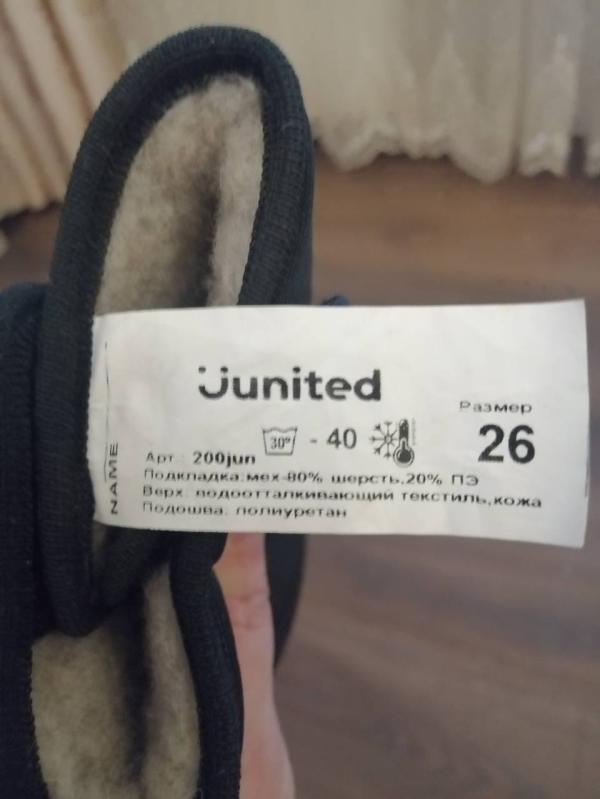 Junited
Размер
30° - 40
26
Арт.: 200jun
Подкладка:мех-80% шерсть,20% ПЭ
Верх: водоотталкивающий текстиль,кожа
Подошва: полиуретан
NAME